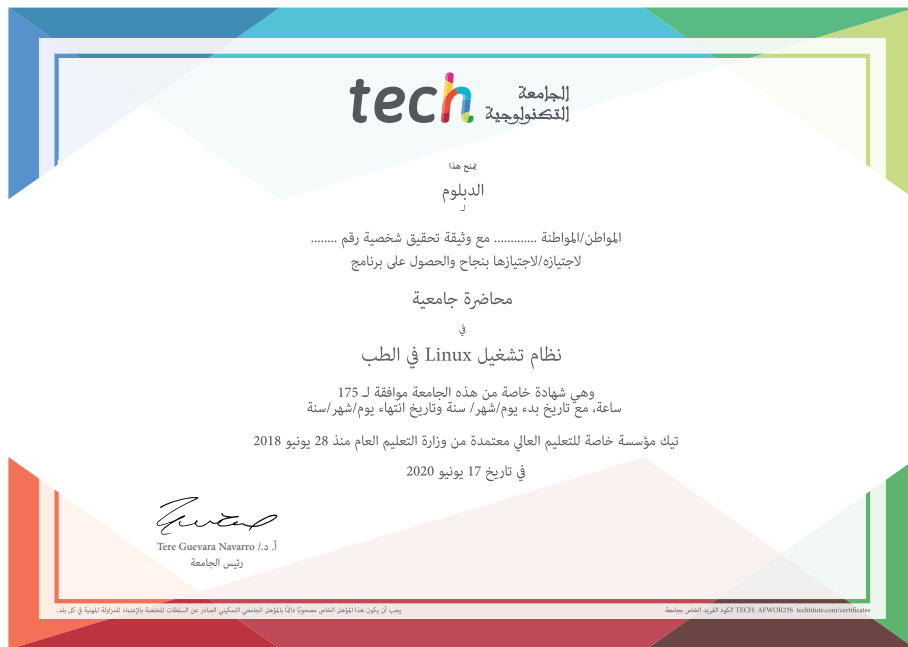 tech الجامعة
التكنولوجية
يمنح هذا
الدبلوم
لـ
المواطن/المواطنة ............. مع وثيقة تحقيق شخصية رقم ........
لاجتيازه/لاجتيازها بنجاح والحصول على برنامج
محاضرة جامعية
في
نظام تشغيل Linux في الطب
وهي شهادة خاصة من هذه الجامعة موافقة لـ 175
ساعة، مع تاريخ بدء يوم/شهر/ سنة وتاريخ انتهاء يوم/شهر/سنة
تيك مؤسسة خاصة للتعليم العالي معتمدة من وزارة التعليم العام منذ 28 يونيو 2018
في تاريخ 17 يونيو 2020
أ. د./ Tere Guevara Navarro
رئيس الجامعة
يجب أن يكون هذا المؤهل الخاص مصحوبًا دائمًا بالمؤهل الجامعي التمكيني الصادر عن السلطات المختصة بالإعتماد للمزاولة المهنية في كل بلد.
الكود الفريد الخاص بجامعة TECH: AFWOR23S techtitute.com/certificates